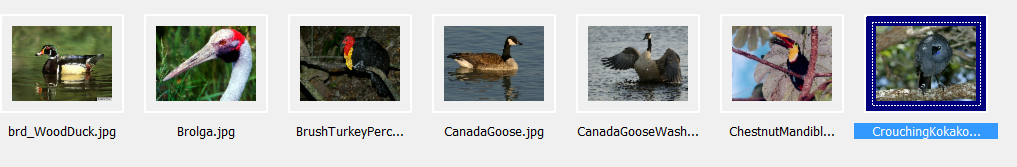 brd_WoodDuck.jpg
Brolga.jpg
BrushTurkeyPerc...
CanadaGoose.jpg
CanadaGooseWash...
ChestnutMandibl...
CrouchingKokako...